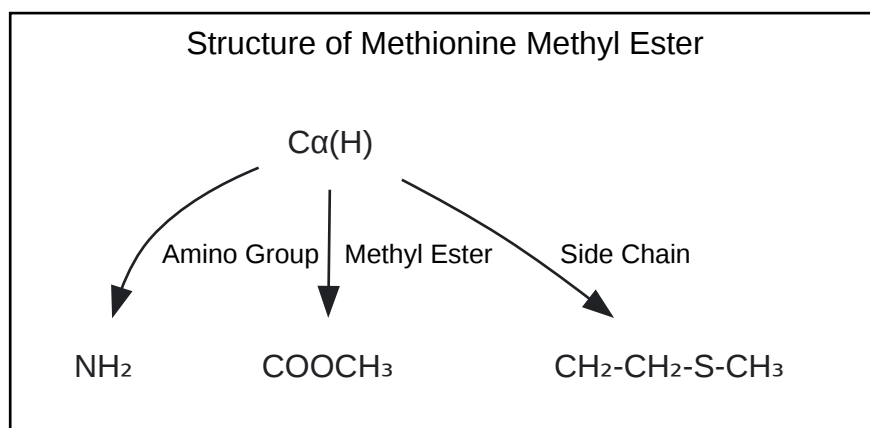 Structure of Methionine Methyl Ester
Cα(H)
Amino Group
Methyl Ester
Side Chain
NH₂
COOCH₃
CH₂-CH₂-S-CH₃